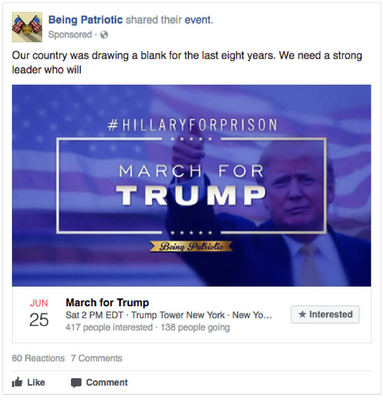 Being Patriotic shared their event.
Sponsored ·
Our country was drawing a blank for the last eight years. We need a strong
leader who will
#HILLARYFORPRISON
MARCH FOR
TRUMP
Being Patriotic
JUN
25
March for Trump
Sat 2 PM EDT · Trump Tower New York · New Yo...
417 people interested · 138 people going
★ Interested
60 Reactions 7 Comments
Like Comment